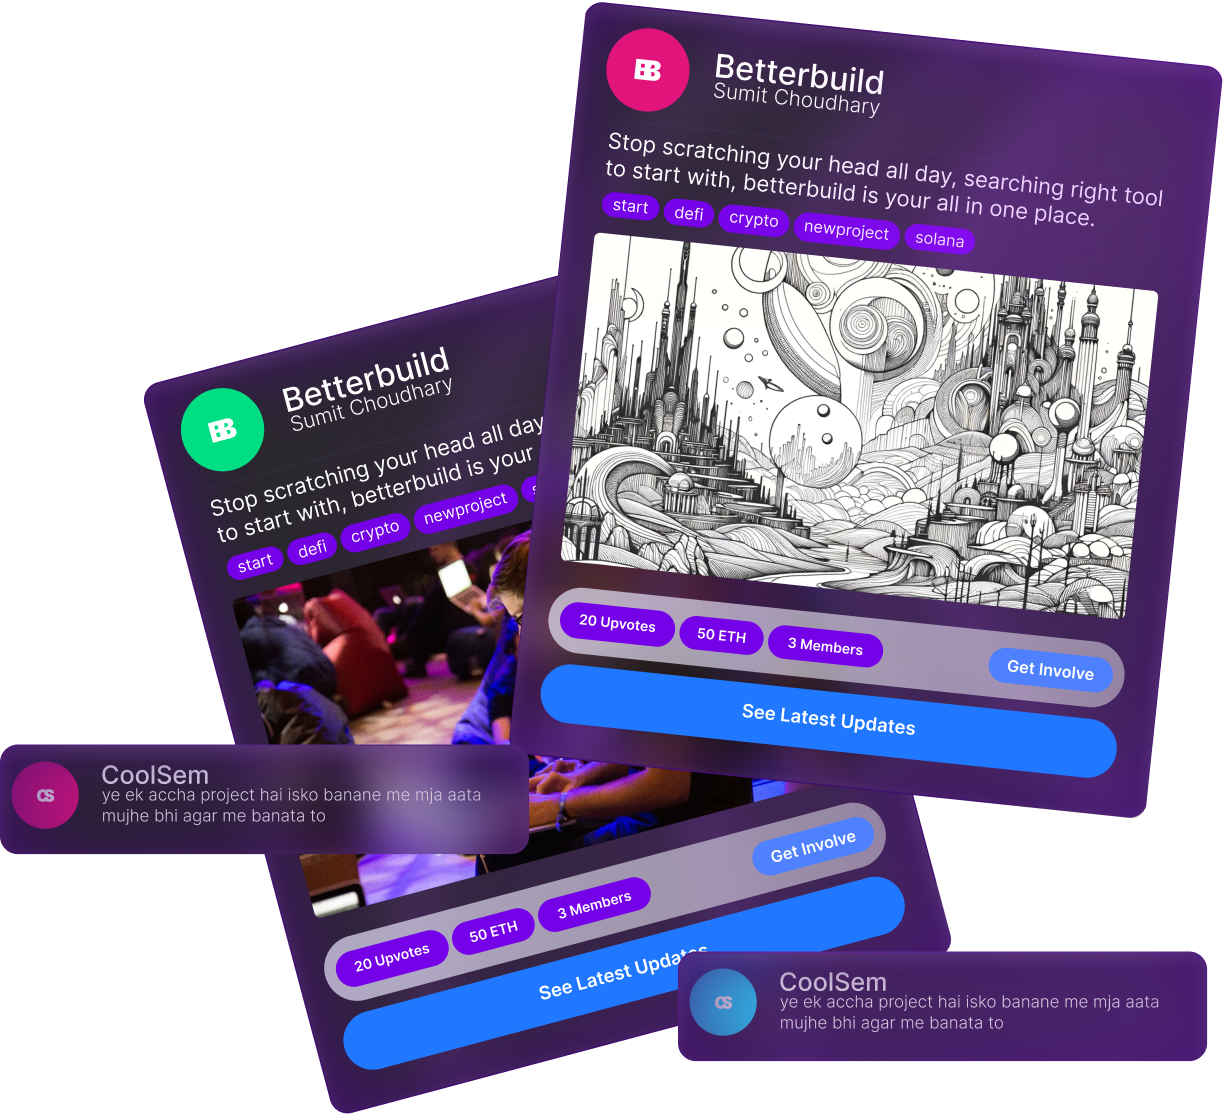 BB
Betterbuild
Sumit Choudhary
Stop scratching your head all day, searching right tool
to start with, betterbuild is your all in one place.
start defi crypto newproject solana
20 Upvotes 50 ETH 3 Members Get Involve
See Latest Updates
BB
Betterbuild
Sumit Choudhary
Stop scratching your head all day
to start with, betterbuild is your
start defi crypto newproject s
20 Upvotes 50 ETH 3 Members Get Involve
See Latest Updates
cs
CoolSem
ye ek accha project hai isko banane me mja aata
mujhe bhi agar me banata to
cs
CoolSem
ye ek accha project hai isko banane me mja aata
mujhe bhi agar me banata to